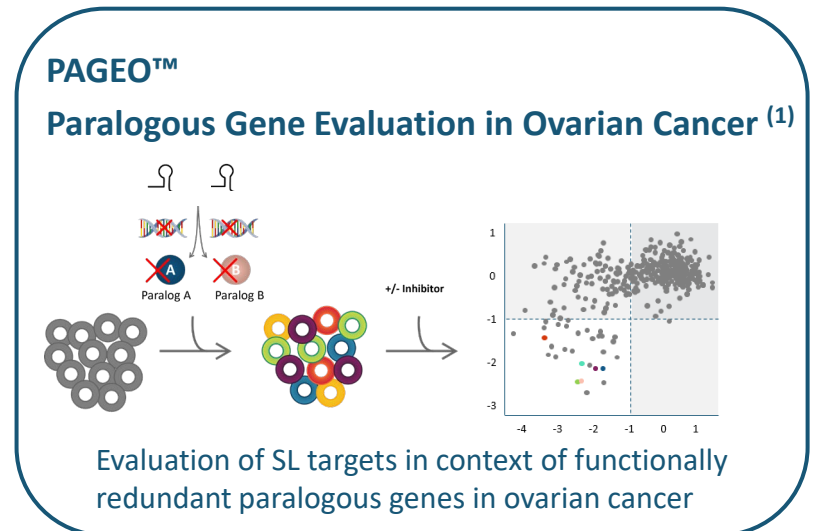 PAGEO™
Paralogous Gene Evaluation in Ovarian Cancer (1)
A
B
Paralog A
Paralog B
+/- Inhibitor
1
0
-1
-2
-3
-4 -3 -2 -1 0 1
Evaluation of SL targets in context of functionally
redundant paralogous genes in ovarian cancer